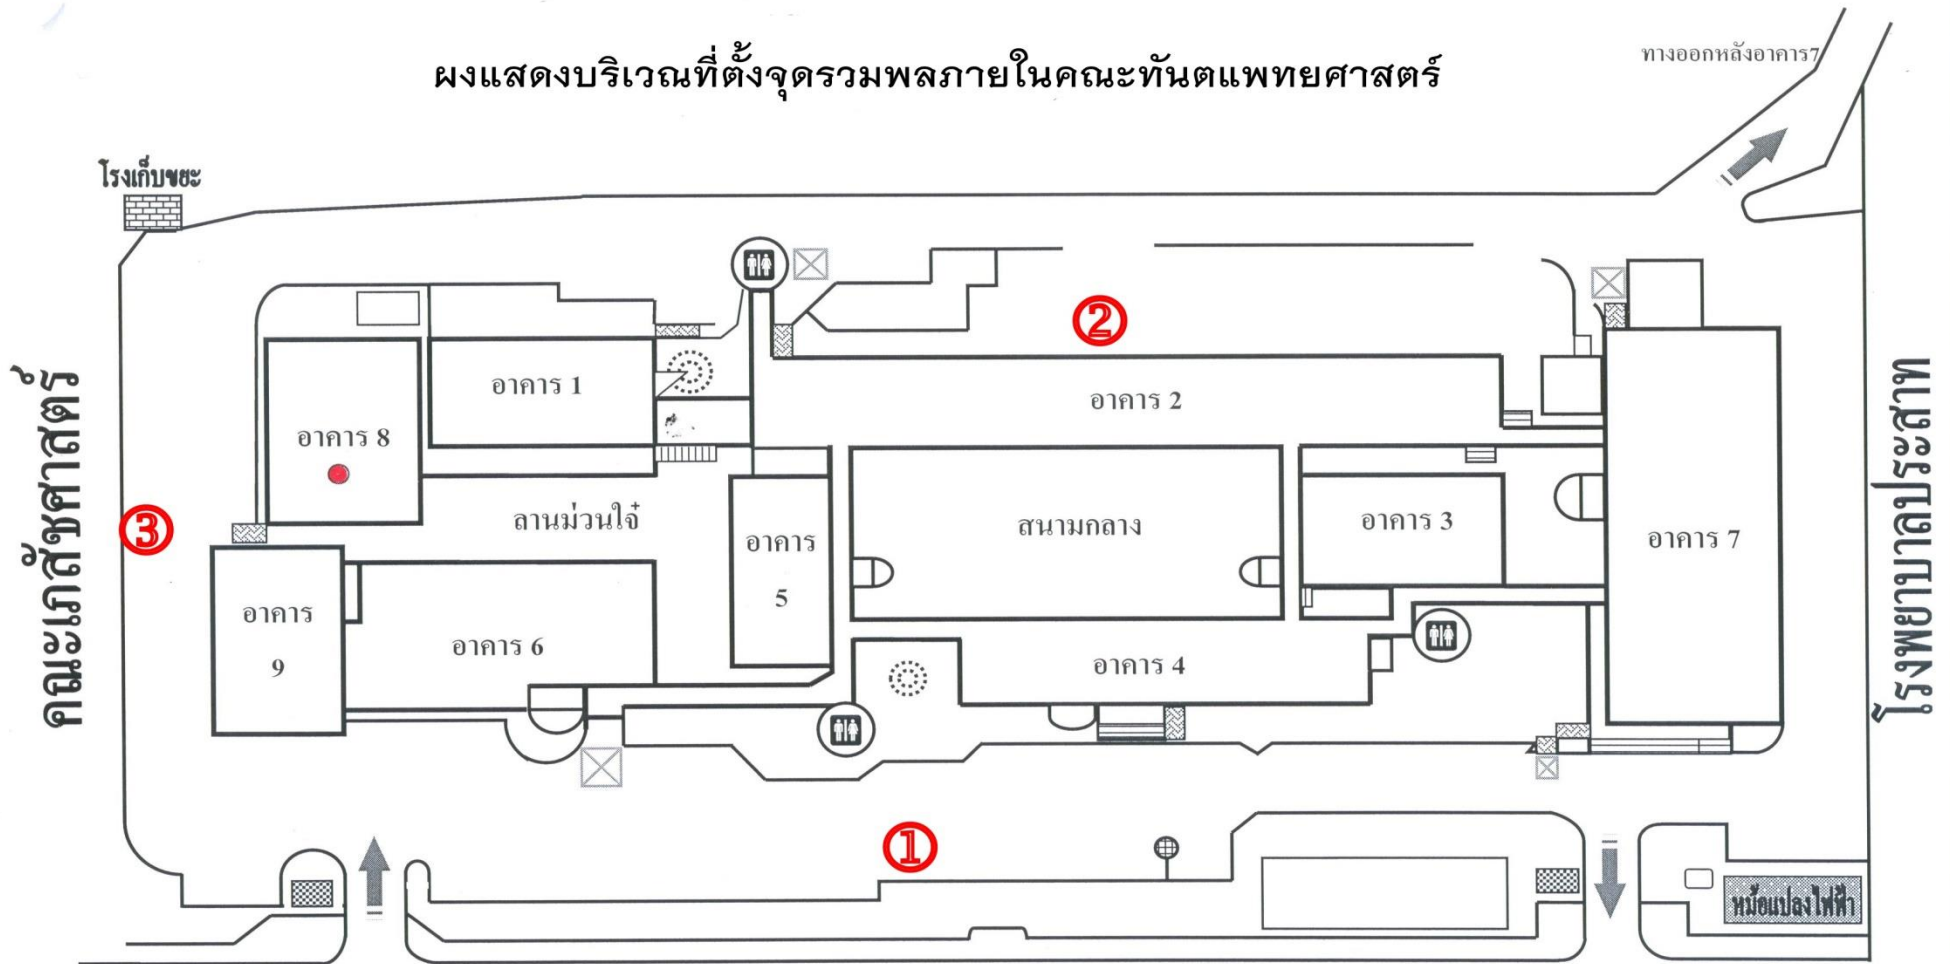 ผงแสดงบริเวณที่ตั้งจุดรวมพลภายในคณะทันตแพทยศาสตร์
ทางออกหลังอาคาร7
โรงเก็บขยะ
②
อาคาร 1
อาคาร 2
อาคาร 8
คณะเภสัชศาสตร์
โรงพยาบาลประสาท
③
ลานม่วนใจ๋
อาคาร
5
สนามกลาง
อาคาร 3
อาคาร 7
อาคาร
9
อาคาร 6
อาคาร 4
①
หม้อแปลงไฟฟ้า